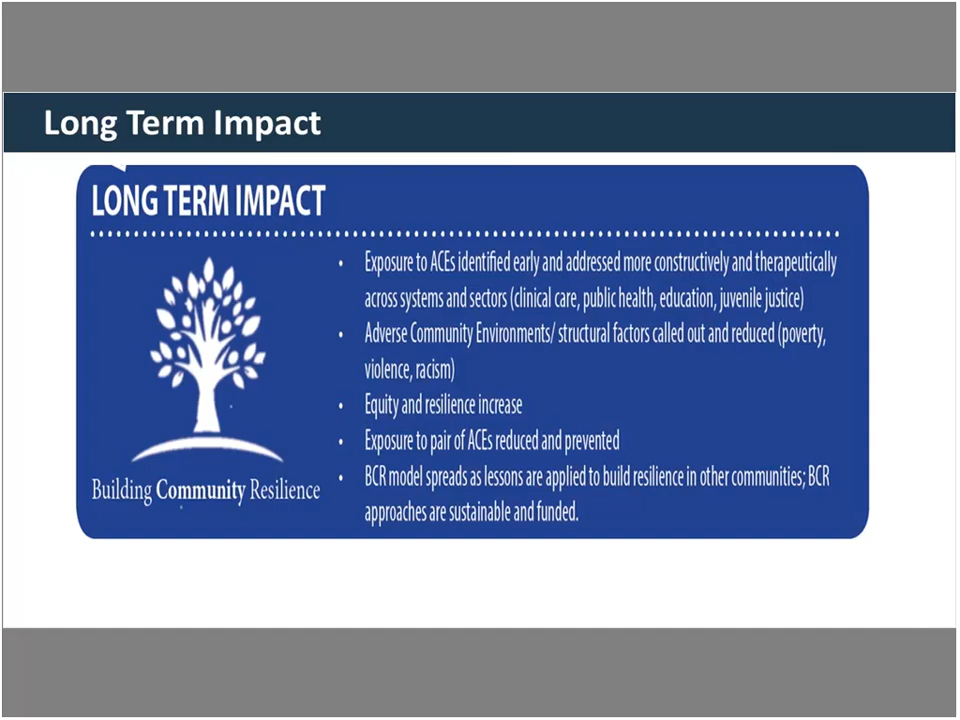 Long Term Impact
LONG TERM IMPACT
• Exposure to ACEs identified early and addressed more constructively and therapeutically
across systems and sectors (clinical care, public health, education, juvenile justice)
• Adverse Community Environments/ structural factors called out and reduced (poverty,
violence, racism)
• Equity and resilience increase
• Exposure to pair of ACEs reduced and prevented
• BCR model spreads as lessons are applied to build resilience in other communities; BCR
approaches are sustainable and funded.
Building Community Resilience